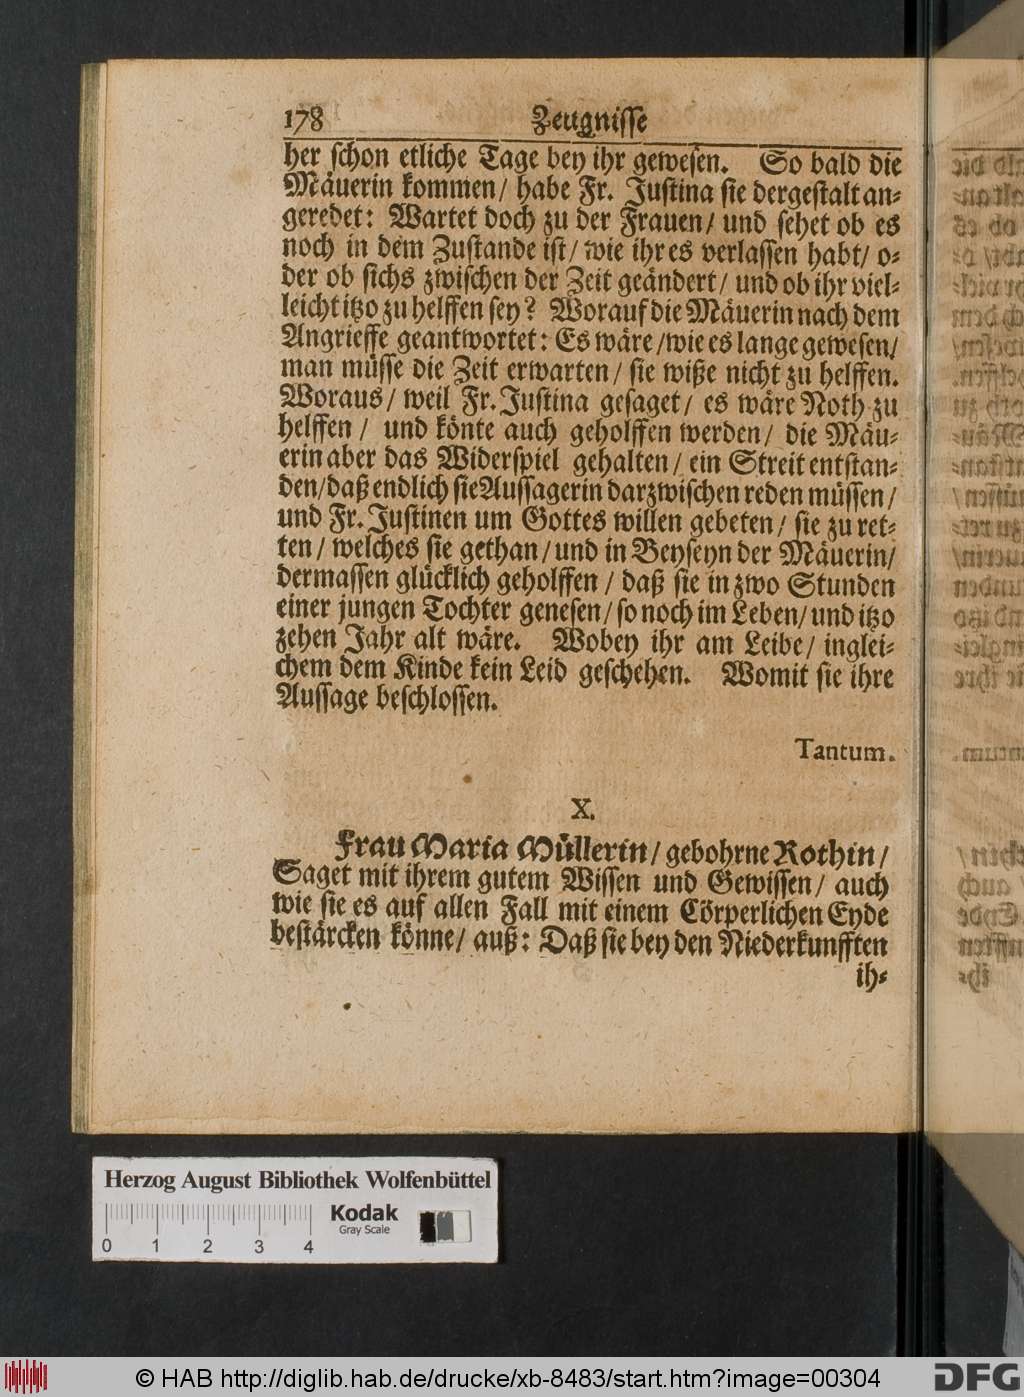 178 Zeugnisse
her schon etliche Tage bey ihr gewesen. So bald die
Mäuerin kommen/ habe Fr. Justina sie dergestalt an-
geredet: Wartet doch zu der Frauen/ und sehet ob es
noch in dem Zustande ist/ wie ihr es verlassen habt/ o-
der ob sichs zwischen der Zeit geändert/ und ob ihr viel-
leicht itzo zu helffen sey? Worauf die Mäuerin nach dem
Angrieffe geantwortet: Es wäre/wie es lange gewesen/
man müsse die Zeit erwarten/ sie wiße nicht zu helffen.
Woraus/ weil Fr. Justina gesaget/ es wäre Noth zu
helffen/ und könte auch geholffen werden/ die Mäu-
erin aber das Widerspiel gehalten/ ein Streit entstan-
den/daß endlich sie Aussagerin darzwischen reden müssen/
und Fr. Justinen um Gottes willen gebeten/ sie zu ret-
ten/ welches sie gethan/ und in Beyseyn der Mäuerin/
dermassen glücklich geholffen/ daß sie in zwo Stunden
einer jungen Tochter genesen/ so noch im Leben/ und itzo
zehen Jahr alt wäre. Wobey ihr am Leibe/ inglei-
chem dem Kinde kein Leid geschehen. Womit sie ihre
Aussage beschlossen.
Tantum.
X.
Frau Maria Müllerin/ gebohrne Rothin/
Saget mit ihrem gutem Wissen und Gewissen/ auch
wie sie es auf allen Fall mit einem Cörperlichen Eyde
bestärcken könne/ auß: Daß sie bey den Niederkunfften
ih-
Herzog August Bibliothek Wolfenbüttel
Kodak
Gray Scale
0 1 2 3 4
© HAB http://diglib.hab.de/drucke/xb-8483/start.htm?image=00304
DFG